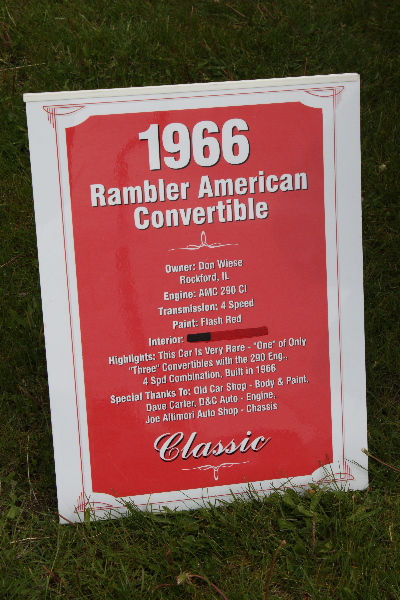 1966
Rambler American
Convertible
Owner: Don Wiese
Rockford, IL
Engine: AMC 290 CI
Transmission: 4 Speed
Paint: Flash Red
Interior:
Highlights: This Car Is Very Rare - "One" of Only
"Three" Convertibles with the 290 Eng.,
4 Spd Combination, Built in 1966
Special Thanks To: Old Car Shop - Body & Paint,
Dave Carter, D&C Auto - Engine,
Joe Allimori Auto Shop - Chassis
Classic